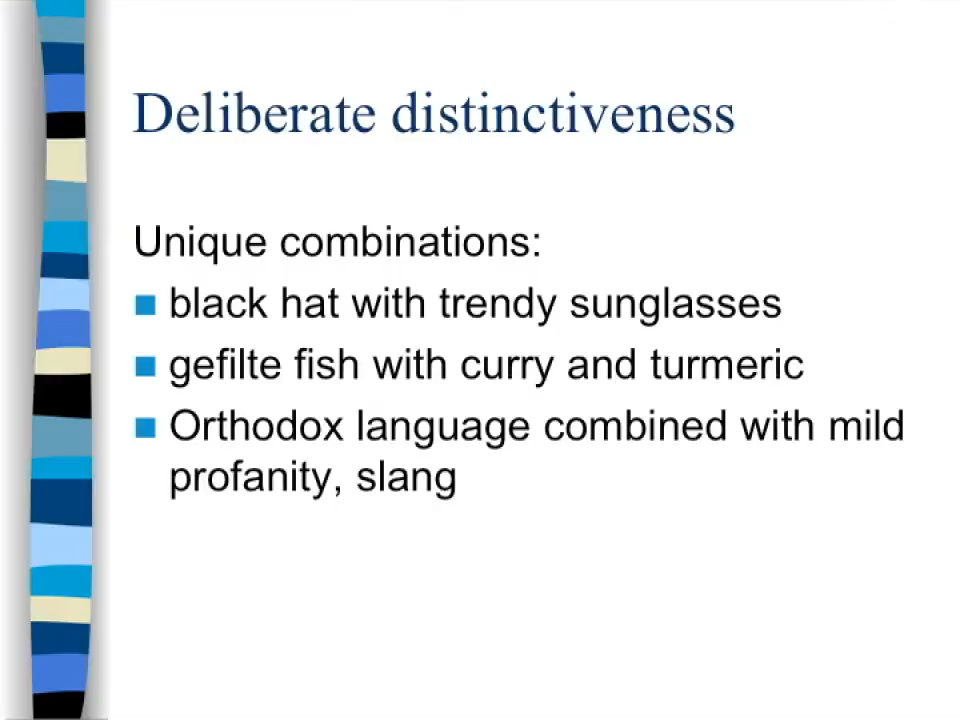 Deliberate distinctiveness
Unique combinations:
black hat with trendy sunglasses
gefilte fish with curry and turmeric
Orthodox language combined with mild
profanity, slang